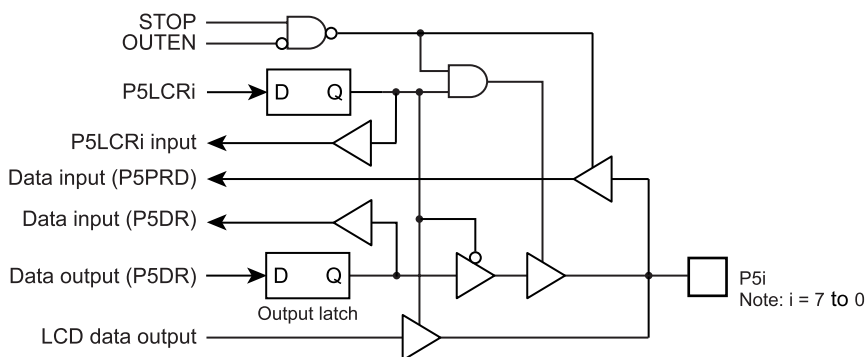 STOP
OUTEN
P5LCRi
D Q
P5LCRi input
Data input (P5PRD)
Data input (P5DR)
Data output (P5DR)
D Q
Output latch
LCD data output
P5i
Note: i = 7 to 0